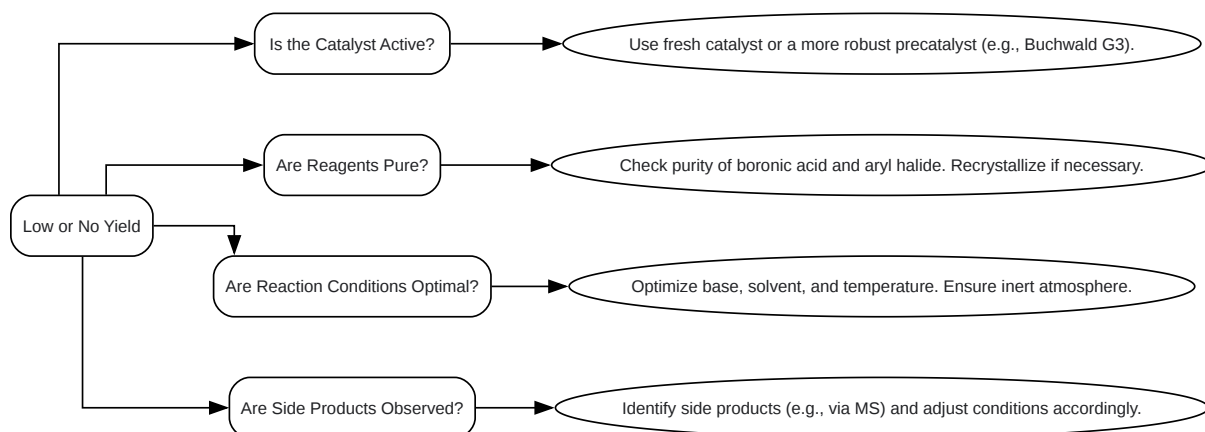 Is the Catalyst Active?
Use fresh catalyst or a more robust precatalyst (e.g., Buchwald G3).
Are Reagents Pure?
Check purity of boronic acid and aryl halide. Recrystallize if necessary.
Low or No Yield
Are Reaction Conditions Optimal?
Optimize base, solvent, and temperature. Ensure inert atmosphere.
Are Side Products Observed?
Identify side products (e.g., via MS) and adjust conditions accordingly.